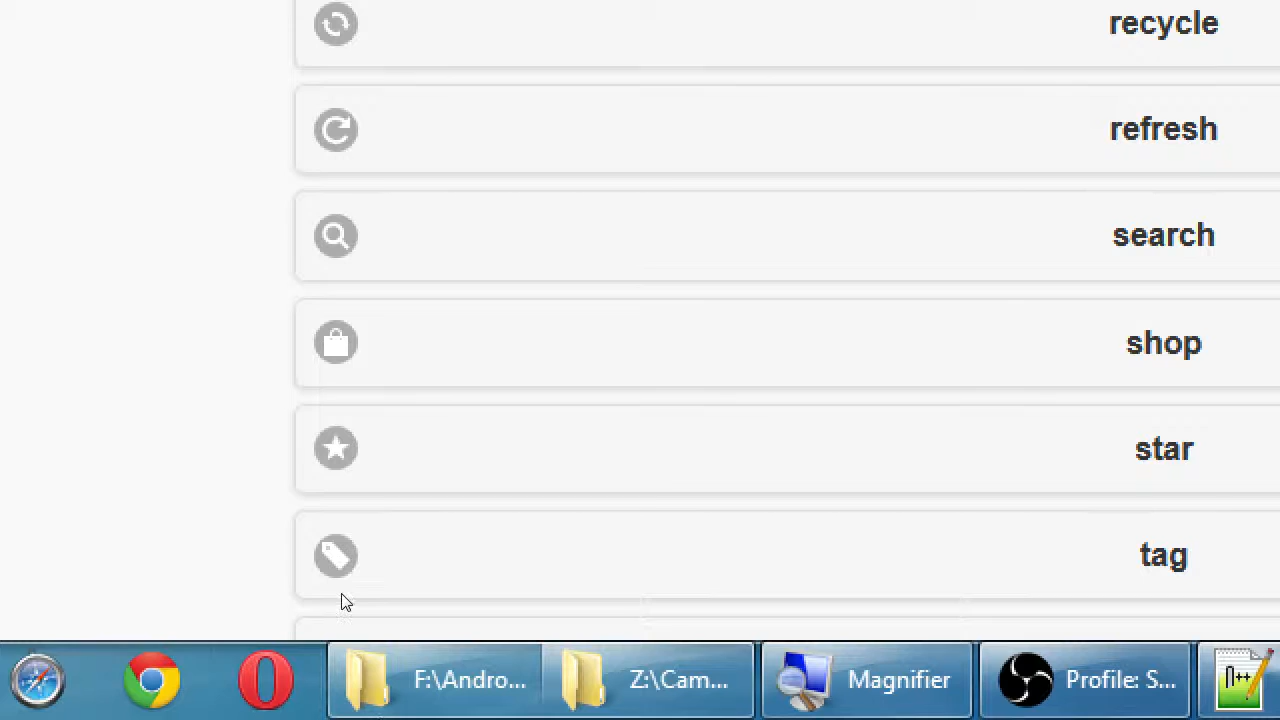 recycle
refresh
search
shop
star
tag
F:\Andro... Z:\Cam... Magnifier Profile: S...